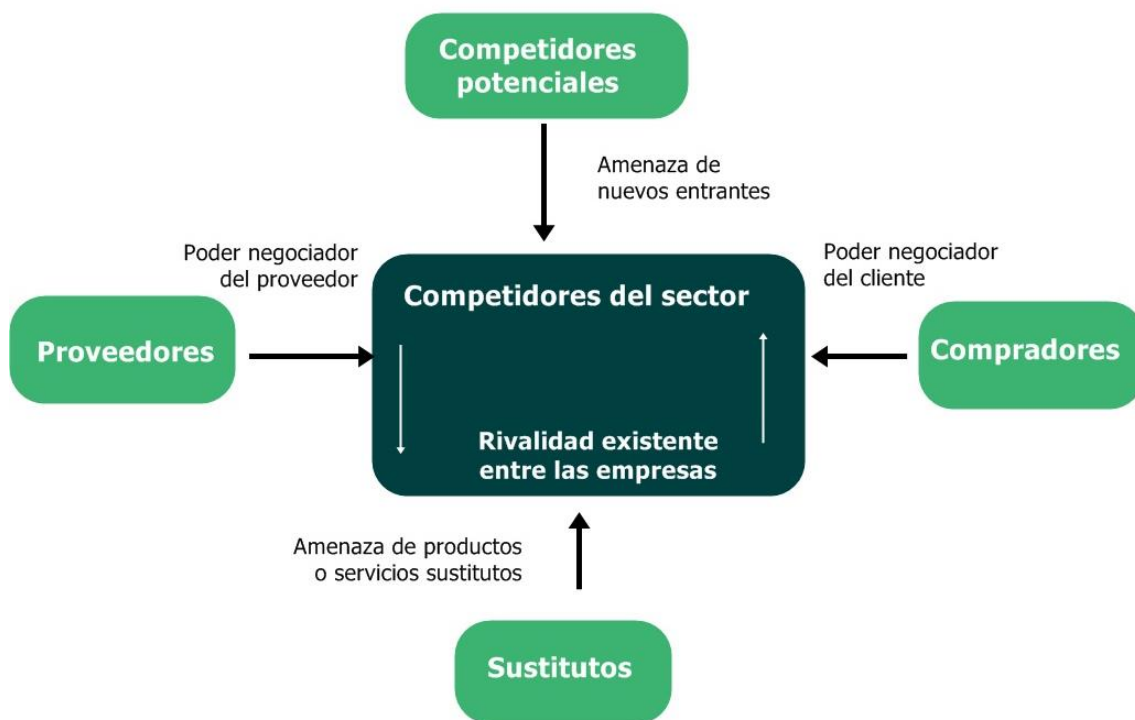 Competidores
potenciales
Amenaza de
nuevos entrantes
Poder negociador
del proveedor
Poder negociador
del cliente
Competidores del sector
Proveedores
Compradores
Rivalidad existente
entre las empresas
Amenaza de productos
o servicios sustitutos
Sustitutos